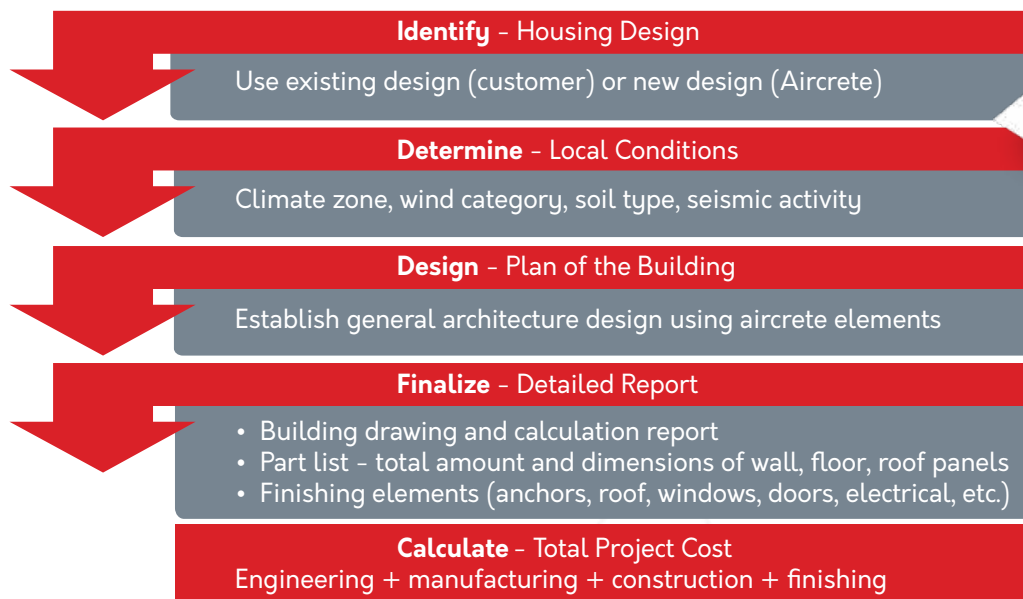 Identify - Housing Design
Use existing design (customer) or new design (Aircrete)
Determine - Local Conditions
Climate zone, wind category, soil type, seismic activity
Design - Plan of the Building
Establish general architecture design using aircrete elements
Finalize - Detailed Report
• Building drawing and calculation report
• Part list - total amount and dimensions of wall, floor, roof panels
• Finishing elements (anchors, roof, windows, doors, electrical, etc.)
Calculate - Total Project Cost
Engineering + manufacturing + construction + finishing